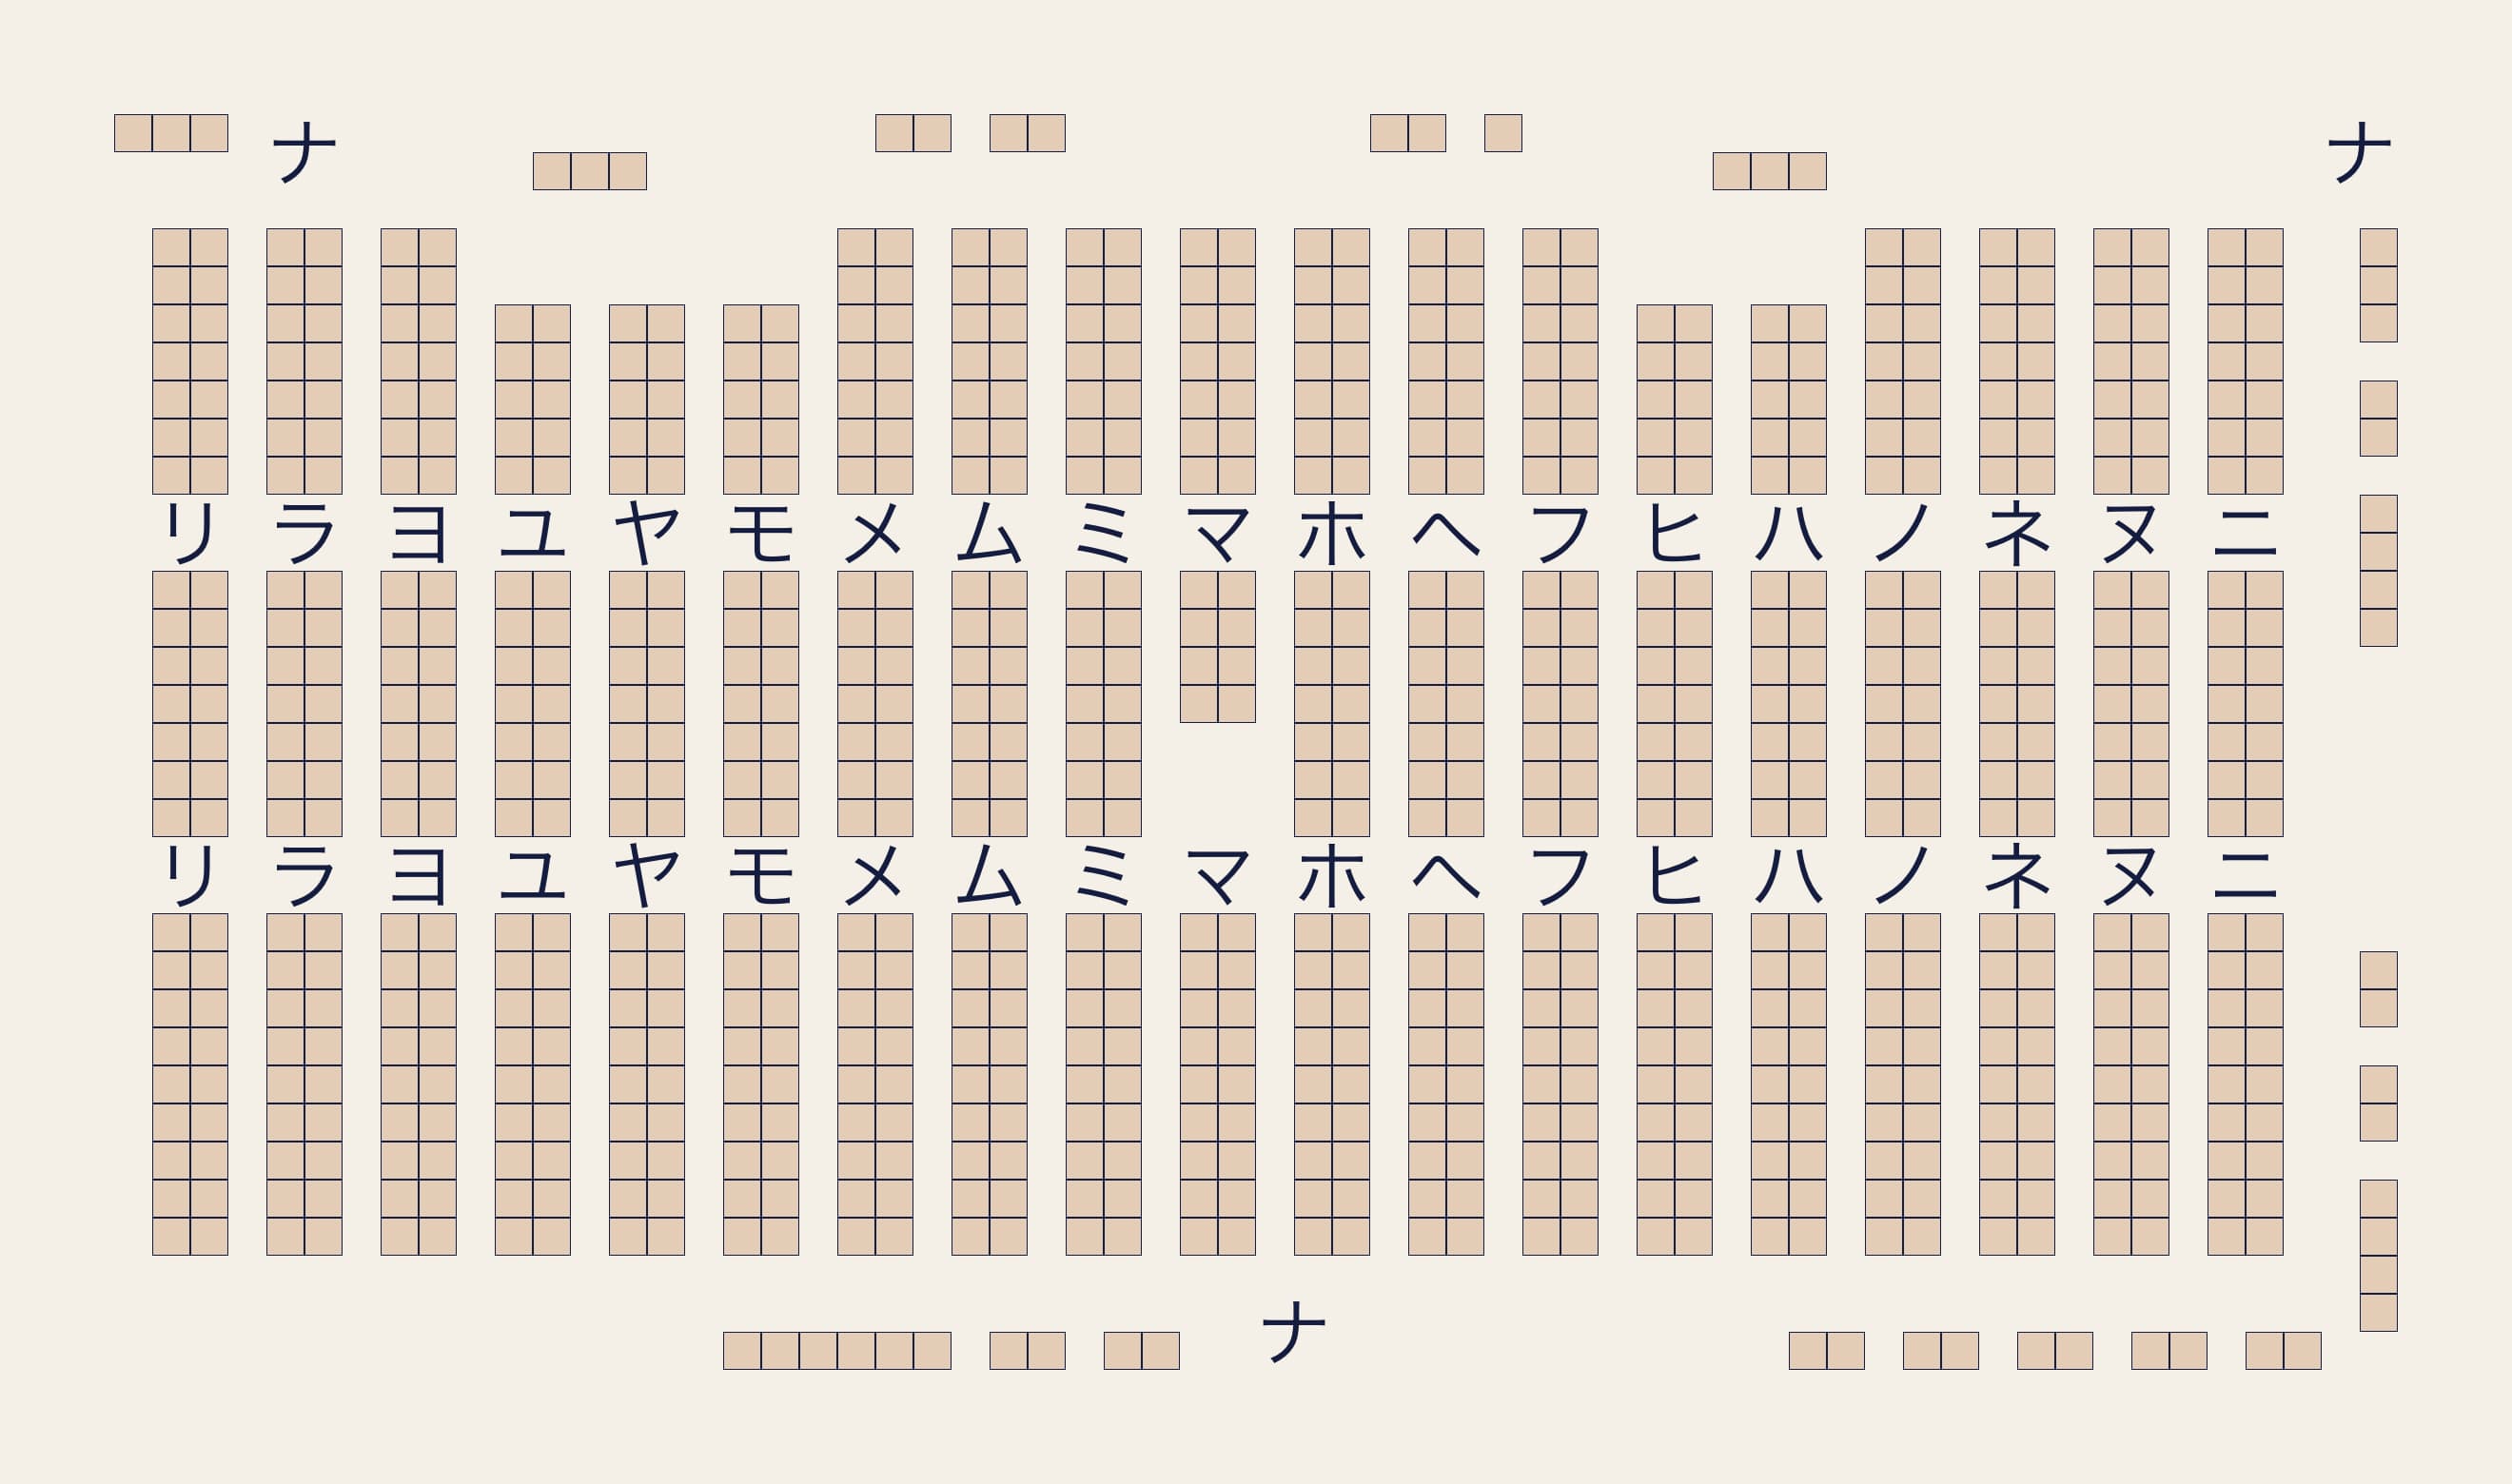 ナ ナ
リ ラ ヨ ユ ヤ モ メ ム ミ マ ホ ヘ フ ヒ ハ ノ ネ ヌ ニ
リ ラ ヨ ユ ヤ モ メ ム ミ マ ホ ヘ フ ヒ ハ ノ ネ ヌ ニ
ナ